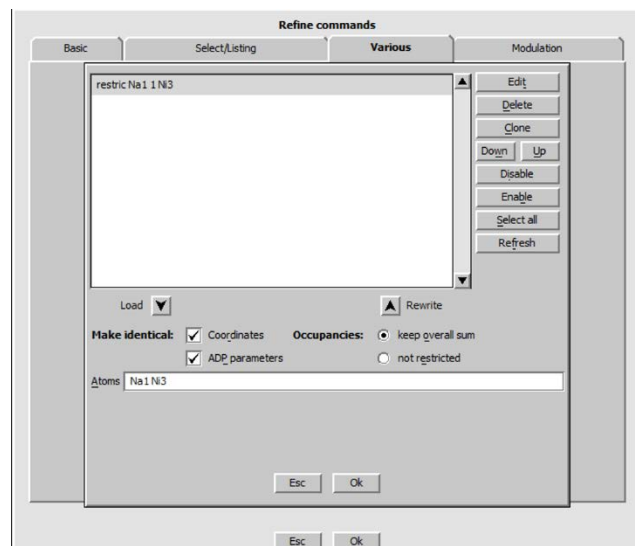 Refine commands
Basic Select/Listing Various Modulation
restric Na1 1 Ni3
Edit
Delete
Clone
Down Up
Disable
Enable
Select all
Refresh
Load Rewrite
Make identical: Coordinates Occupancies: keep overall sum
ADP parameters not restricted
Atoms Na1 Ni3
Esc Ok
Esc Ok